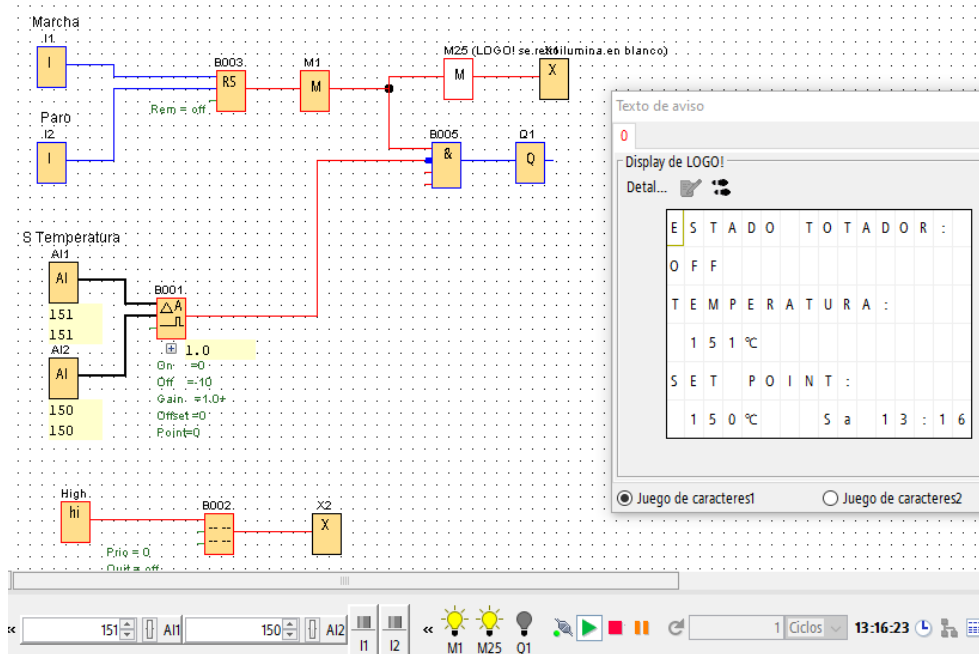 Marcha
I1
I
B003
RS
Rem = off
M1
M
M25 (LOGO! se retroilumina en blanco)
M
X
Paro
I2
I
B005
&
Q1
Q
S Temperatura
AI1
AI
151
151
AI2
AI
150
150
B001
ΔA
1.0
On =0
Off =-10
Gain =1.0+
Offset =0
Point=0
High
hi
B002
X2
X
Prio = 0
Quit = off
Texto de aviso
0
Display de LOGO!
Detal...
ESTADO TOTADOR:
OFF
TEMPERATURA:
151℃
SET POINT:
150℃ Sa 13:16
Juego de caracteres1
Juego de caracteres2
« 151 AI1 150 AI2 I1 I2 « M1 M25 Q1 1 Ciclos 13:16:23